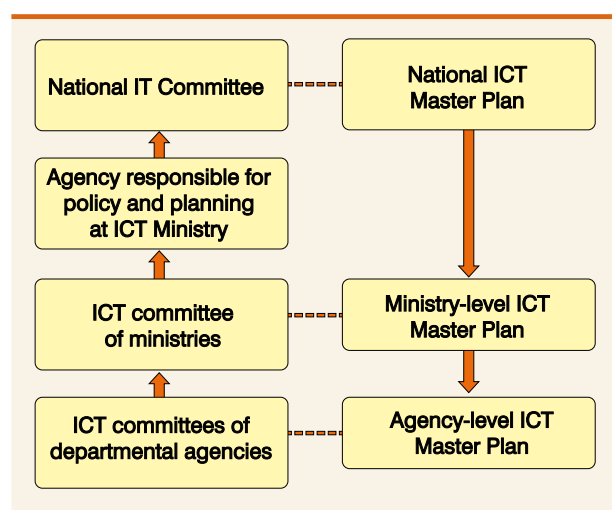 National IT Committee
National ICT
Master Plan
Agency responsible for
policy and planning
at ICT Ministry
ICT committee
of ministries
Ministry-level ICT
Master Plan
ICT committees of
departmental agencies
Agency-level ICT
Master Plan